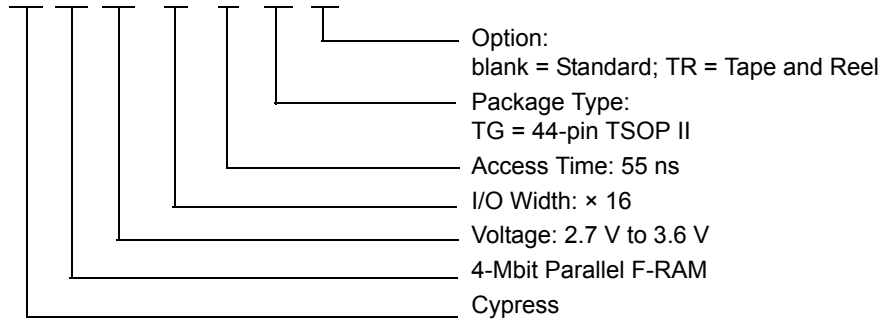 Option:
blank = Standard; TR = Tape and Reel
Package Type:
TG = 44-pin TSOP II
Access Time: 55 ns
I/O Width: × 16
Voltage: 2.7 V to 3.6 V
4-Mbit Parallel F-RAM
Cypress